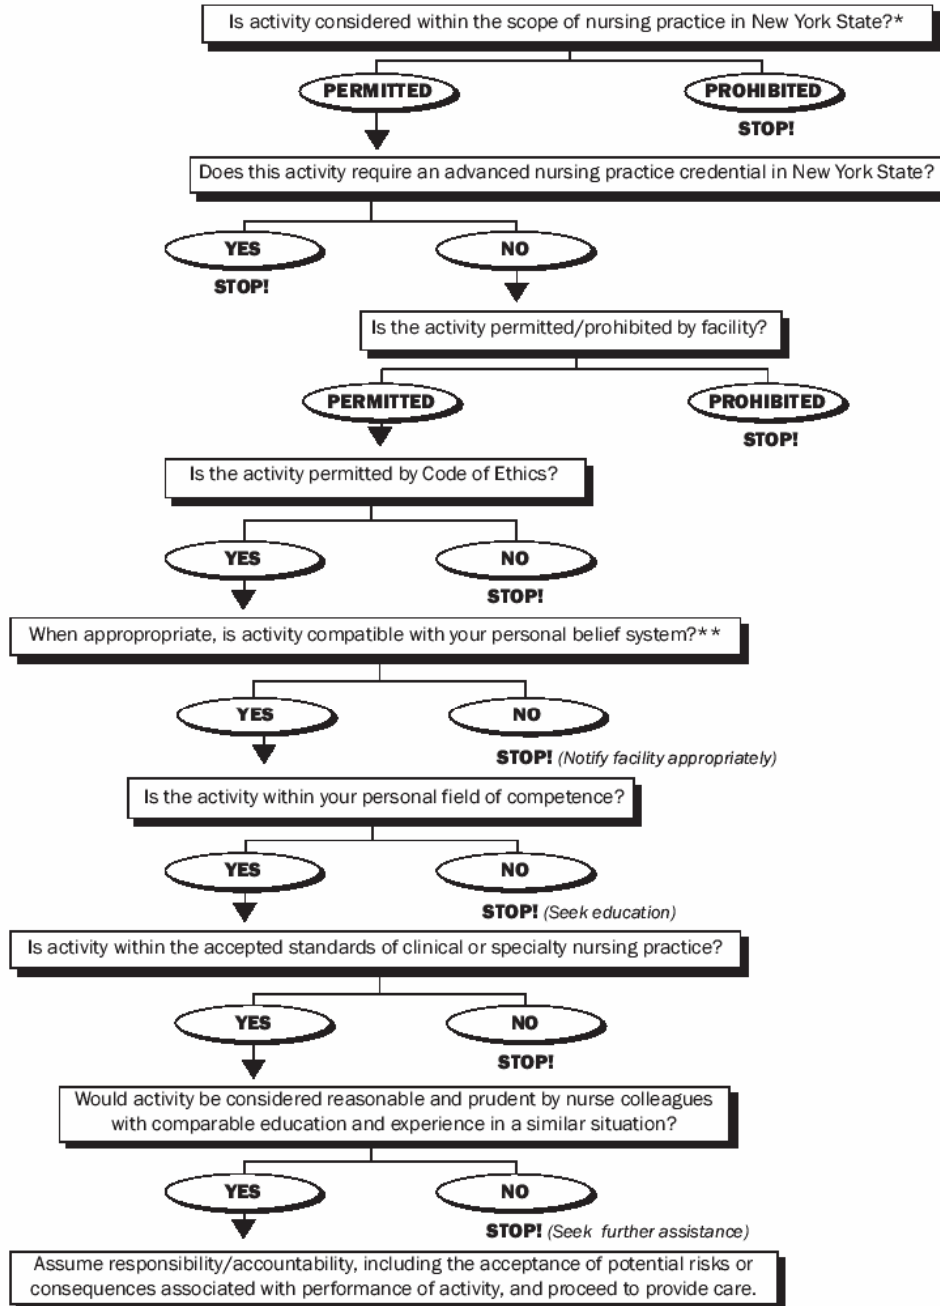 Is activity considered within the scope of nursing practice in New York State?*
PERMITTED
PROHIBITED
STOP!
Does this activity require an advanced nursing practice credential in New York State?
YES
NO
STOP!
Is the activity permitted/prohibited by facility?
PERMITTED
PROHIBITED
STOP!
Is the activity permitted by Code of Ethics?
YES
NO
STOP!
When appropropriate, is activity compatible with your personal belief system?**
YES
NO
STOP! (Notify facility appropriately)
Is the activity within your personal field of competence?
YES
NO
STOP! (Seek education)
Is activity within the accepted standards of clinical or specialty nursing practice?
YES
NO
STOP!
Would activity be considered reasonable and prudent by nurse colleagues
with comparable education and experience in a similar situation?
YES
NO
STOP! (Seek further assistance)
Assume responsibility/accountability, including the acceptance of potential risks or
consequences associated with performance of activity, and proceed to provide care.